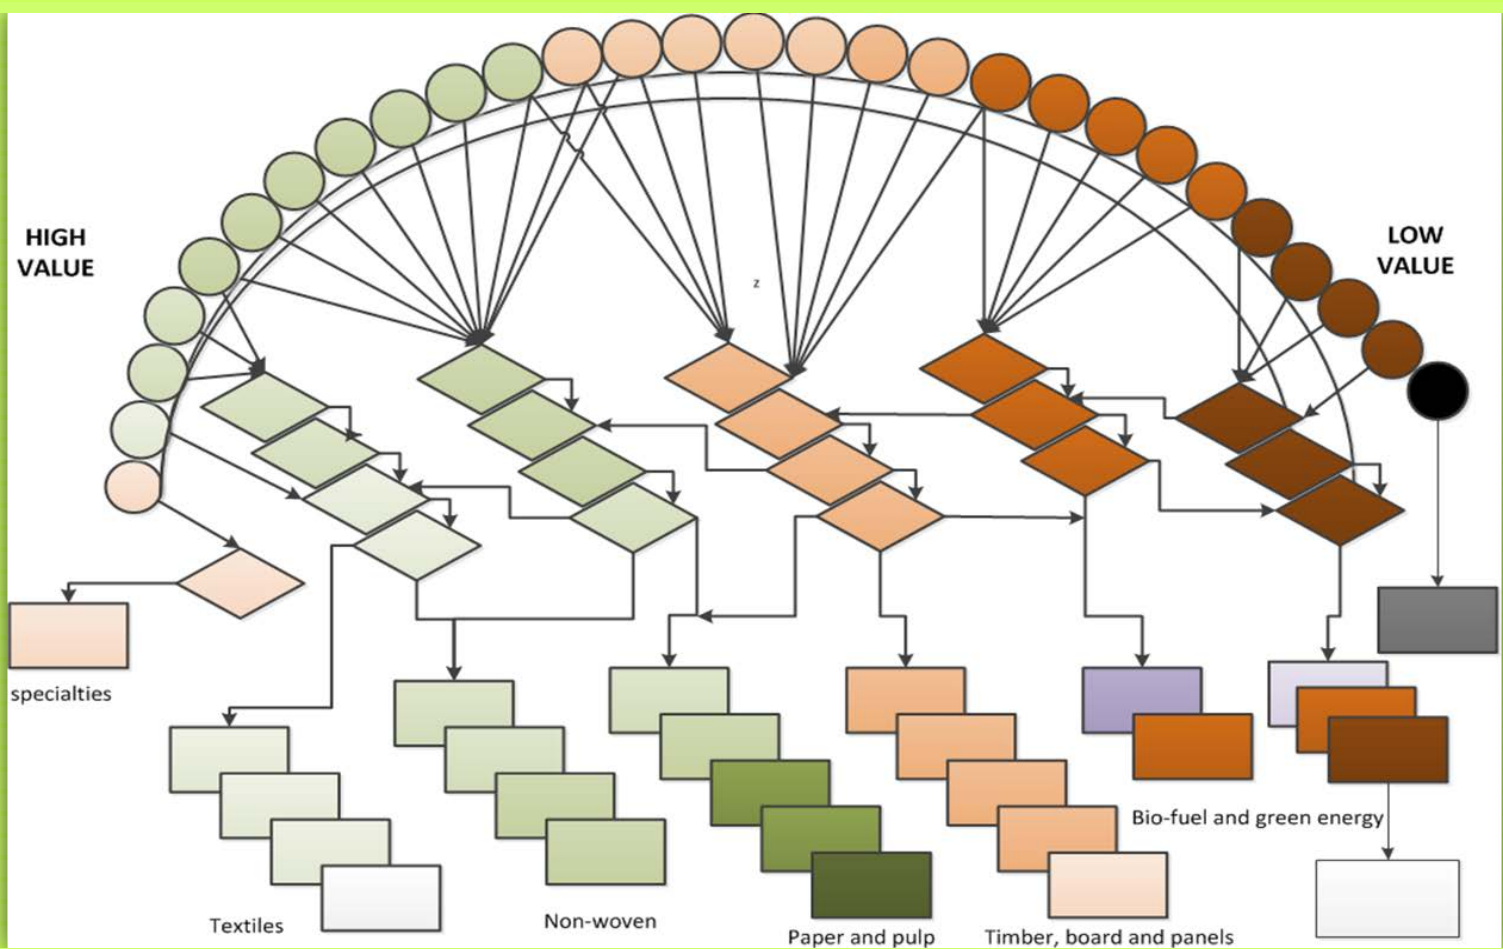 HIGH
VALUE
LOW
VALUE
z
specialties
Bio-fuel and green energy
Textiles
Non-woven
Paper and pulp
Timber, board and panels